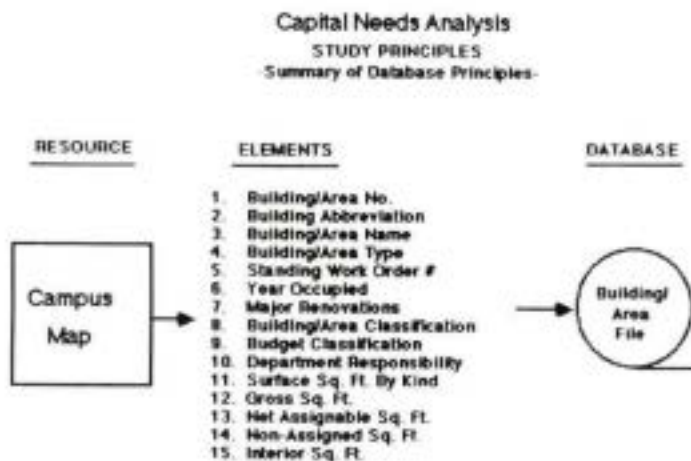 Capital Needs Analysis
STUDY PRINCIPLES
-Summary of Database Principles-
RESOURCE
ELEMENTS
DATABASE
Campus
Map
1. Building/Area No.
2. Building Abbreviation
3. Building/Area Name
4. Building/Area Type
5. Standing Work Order #
6. Year Occupied
7. Major Renovations
8. Building/Area Classification
9. Budget Classification
10. Department Responsibility
11. Surface Sq. Ft. By Kind
12. Gross Sq. Ft.
13. Net Assignable Sq. Ft.
14. Non-Assigned Sq. Ft.
15. Interior Sq. Ft.
Building/
Area
File